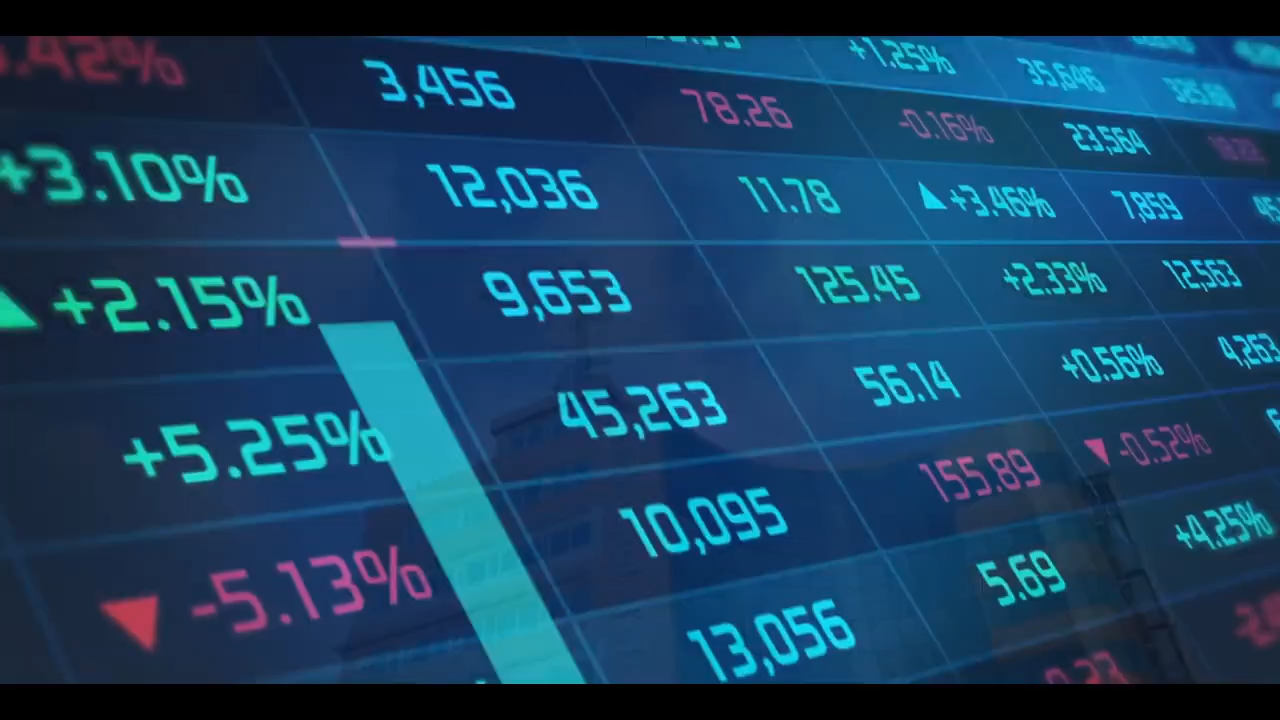 +1.25% 35,646
3,456 78.26 -0.16% 23,564
+3.10% 12,036 11.78 ▲+3.46% 7,859
▲ +2.15% 9,653 125.45 +2.33% 12,563
+5.25% 45,263 56.14 +0.56% 4,263
▼ -5.13% 10,095 155.89 ▼-0.52%
13,056 5.69 +4.25%